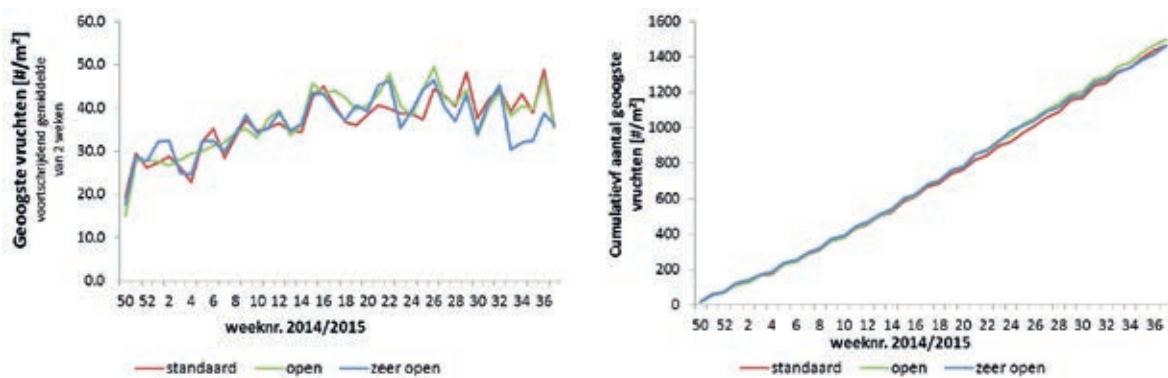 Geoogste vruchten [#/m²]
voortschrijdend gemiddelde
van 2 weken
60.0
50.0
40.0
30.0
20.0
10.0
0.0
50 52 2 4 6 8 10 12 14 16 18 20 22 24 26 28 30 32 34 36
weeknr. 2014/2015
standaard open zeer open
Cumulatievf aantal geoogste
vruchten [#/m²]
1600
1400
1200
1000
800
600
400
200
0
50 52 2 4 6 8 10 12 14 16 18 20 22 24 26 28 30 32 34 36
weeknr. 2014/2015
standaard open zeer open